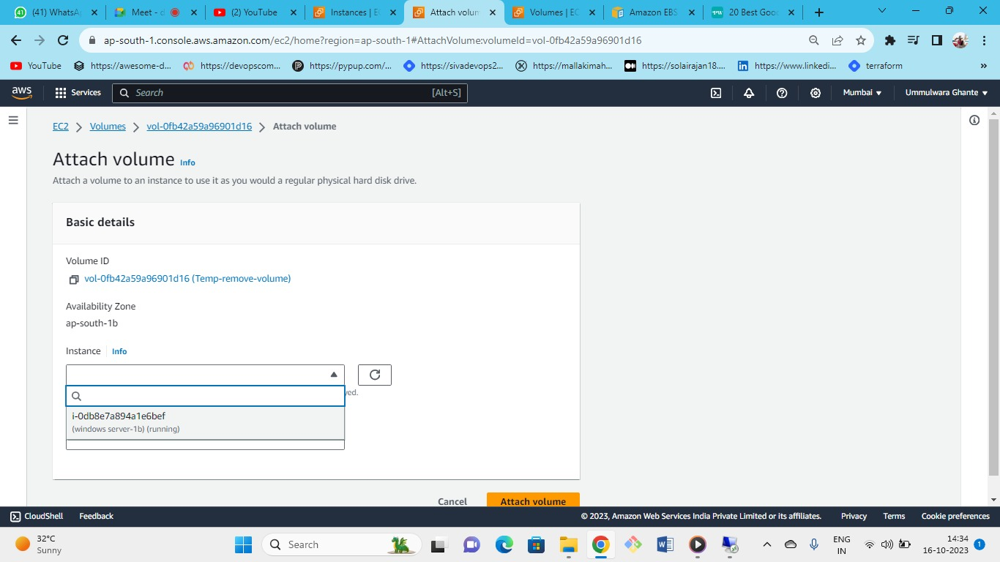 (41) WhatsA
Meet - d
(2) YouTube
Instances | E
Attach volum
Volumes | EC
Amazon EBS
20 Best Goo
ap-south-1.console.aws.amazon.com/ec2/home?region=ap-south-1#AttachVolume:volumeId=vol-0fb42a59a96901d16
YouTube
https://awesome-d...
https://devopscom...
https://pypup.com/...
https://sivadevops2...
https://mallakimah...
https://solairajan18....
https://www.linkedi...
terraform
aws
Services
Search
[Alt+S]
Mumbai
Ummulwara Ghante
EC2
Volumes
vol-0fb42a59a96901d16
Attach volume
Attach volume Info
Attach a volume to an instance to use it as you would a regular physical hard disk drive.
Basic details
Volume ID
vol-0fb42a59a96901d16 (Temp-remove-volume)
Availability Zone
ap-south-1b
Instance
Info
ved.
i-0db8e7a894a1e6bef
(windows server-1b) (running)
Cancel
Attach volume
CloudShell
Feedback
© 2023, Amazon Web Services India Private Limited or its affiliates.
Privacy
Terms
Cookie preferences
32°C
Sunny
Search
ENG
IN
14:34
16-10-2023
1